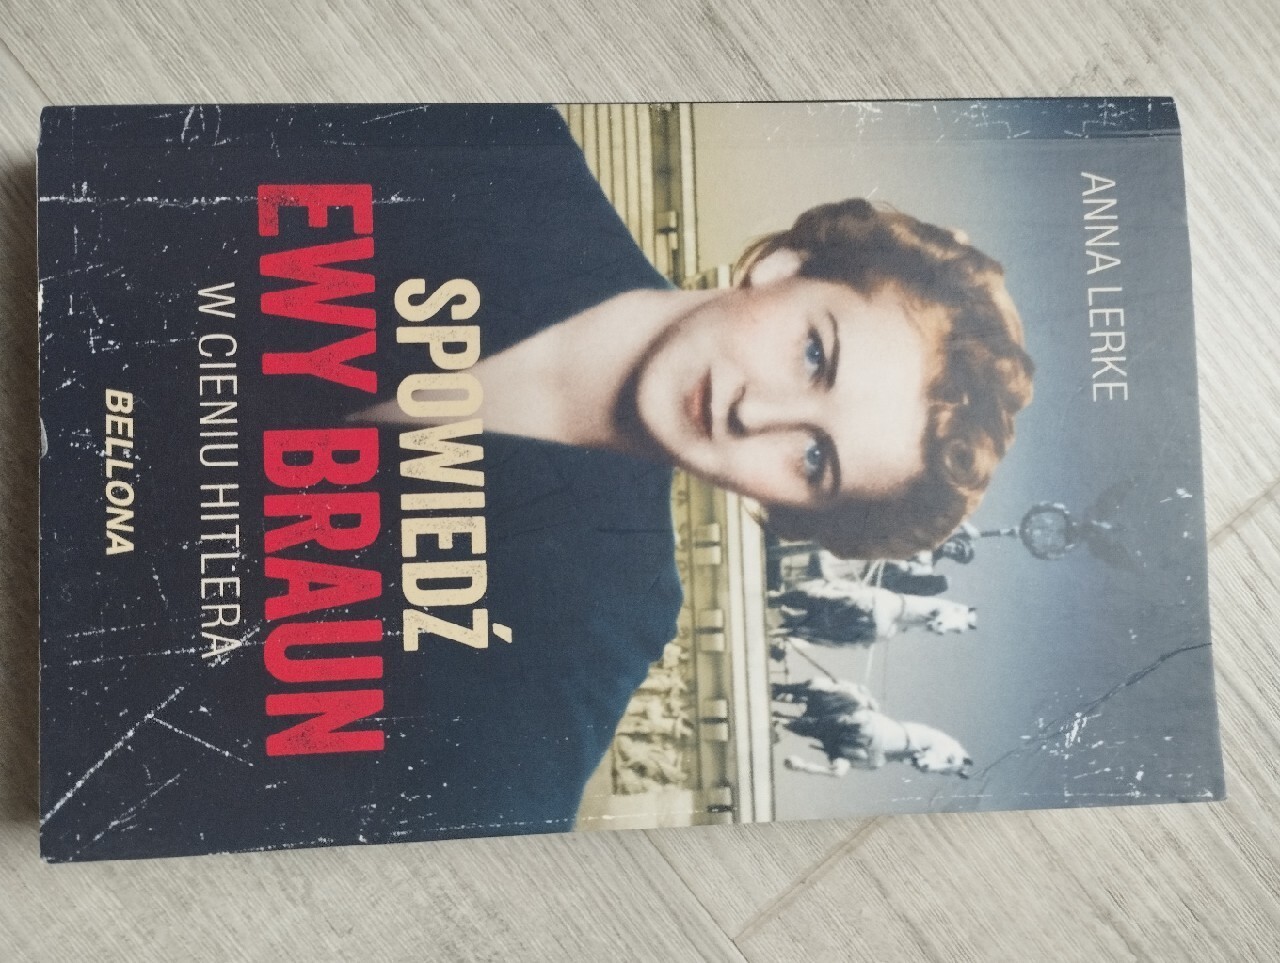 ANNA LERKE
SPOWIEDŹ
EWY BRAUN
W CIENIU HITLERA
BELLONA